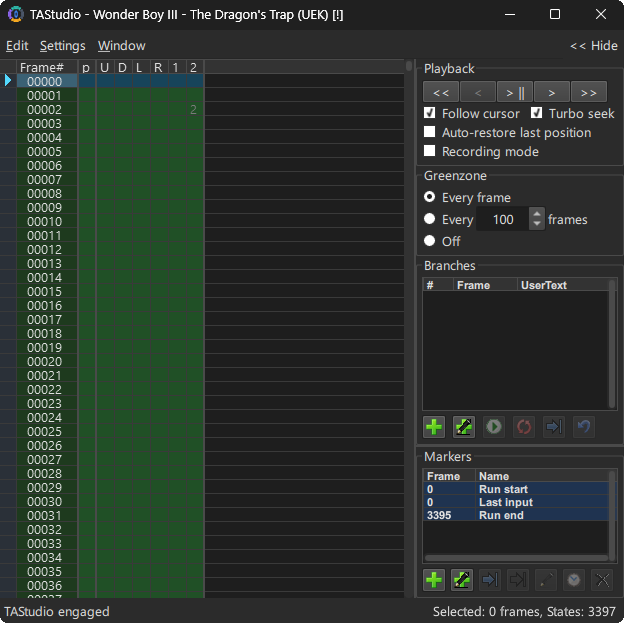 TAStudio - Wonder Boy III - The Dragon's Trap (UEK) [!]
Edit Settings Window << Hide
Frame# p U D L R 1 2
00000
00001
00002 2
00003
00004
00005
00006
00007
00008
00009
00010
00011
00012
00013
00014
00015
00016
00017
00018
00019
00020
00021
00022
00023
00024
00025
00026
00027
00028
00029
00030
00031
00032
00033
00034
00035
00036
00037
Playback
<< < > || > >>
Follow cursor Turbo seek
Auto-restore last position
Recording mode
Greenzone
Every frame
Every 100 frames
Off
Branches
# Frame UserText
Markers
Frame Name
0 Run start
0 Last input
3395 Run end
TAStudio engaged Selected: 0 frames, States: 3397